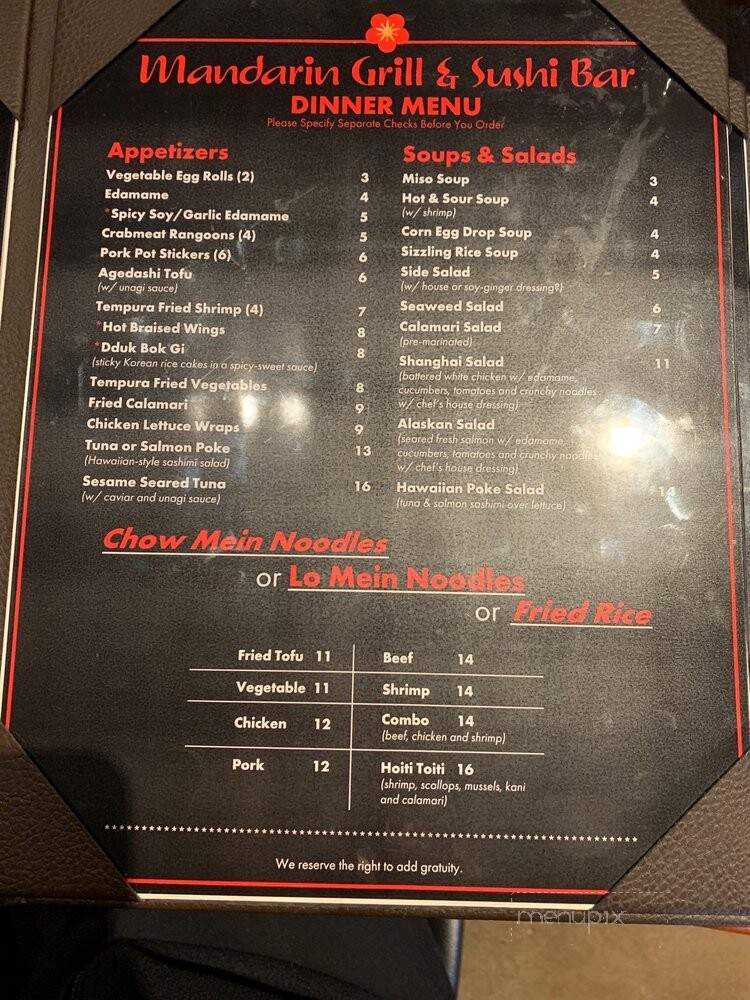 Mandarin Grill & Sushi Bar
DINNER MENU
Please Specify Separate Checks Before You Order
Appetizers
Vegetable Egg Rolls (2) 3
Edamame 4
*Spicy Soy/Garlic Edamame 5
Crabmeat Rangoons (4) 5
Pork Pot Stickers (6) 6
Agedashi Tofu 6
(w/ unagi sauce)
Tempura Fried Shrimp (4) 7
*Hot Braised Wings 8
*Dduk Bok Gi 8
(sticky Korean rice cakes in a spicy-sweet sauce)
Tempura Fried Vegetables 8
Fried Calamari 9
Chicken Lettuce Wraps 9
Tuna or Salmon Poke 13
(Hawaiian-style sashimi salad)
Sesame Seared Tuna 16
(w/ caviar and unagi sauce)
Soups & Salads
Miso Soup 3
Hot & Sour Soup 4
(w/ shrimp)
Corn Egg Drop Soup 4
Sizzling Rice Soup 4
Side Salad 5
(w/ house or soy-ginger dressing?)
Seaweed Salad 6
Calamari Salad 7
(pre-marinated)
Shanghai Salad 11
(battered white chicken w/ edamame,
cucumbers, tomatoes and crunchy noodles
w/ chef's house dressing)
Alaskan Salad
(seared fresh salmon w/ edamame,
cucumbers, tomatoes and crunchy noodles
w/ chef's house dressing)
Hawaiian Poke Salad 14
(tuna & salmon sashimi over lettuce)
Chow Mein Noodles
or Lo Mein Noodles
or Fried Rice
Fried Tofu 11
Vegetable 11
Chicken 12
Pork 12
Beef 14
Shrimp 14
Combo 14
(beef, chicken and shrimp)
Hoiti Toiti 16
(shrimp, scallops, mussels, kani
and calamari)
We reserve the right to add gratuity.
menupix